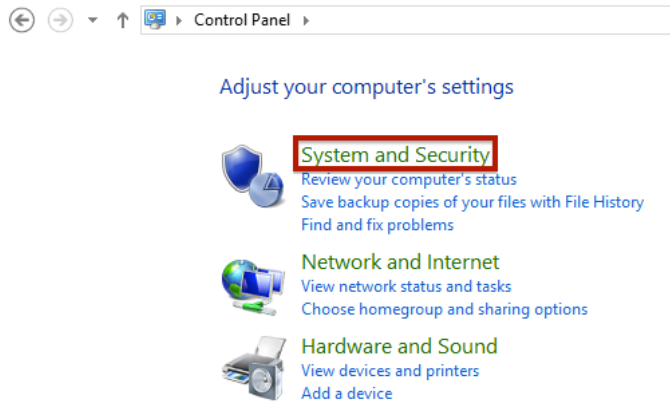 Control Panel
Adjust your computer's settings
System and Security
Review your computer's status
Save backup copies of your files with File History
Find and fix problems
Network and Internet
View network status and tasks
Choose homegroup and sharing options
Hardware and Sound
View devices and printers
Add a device